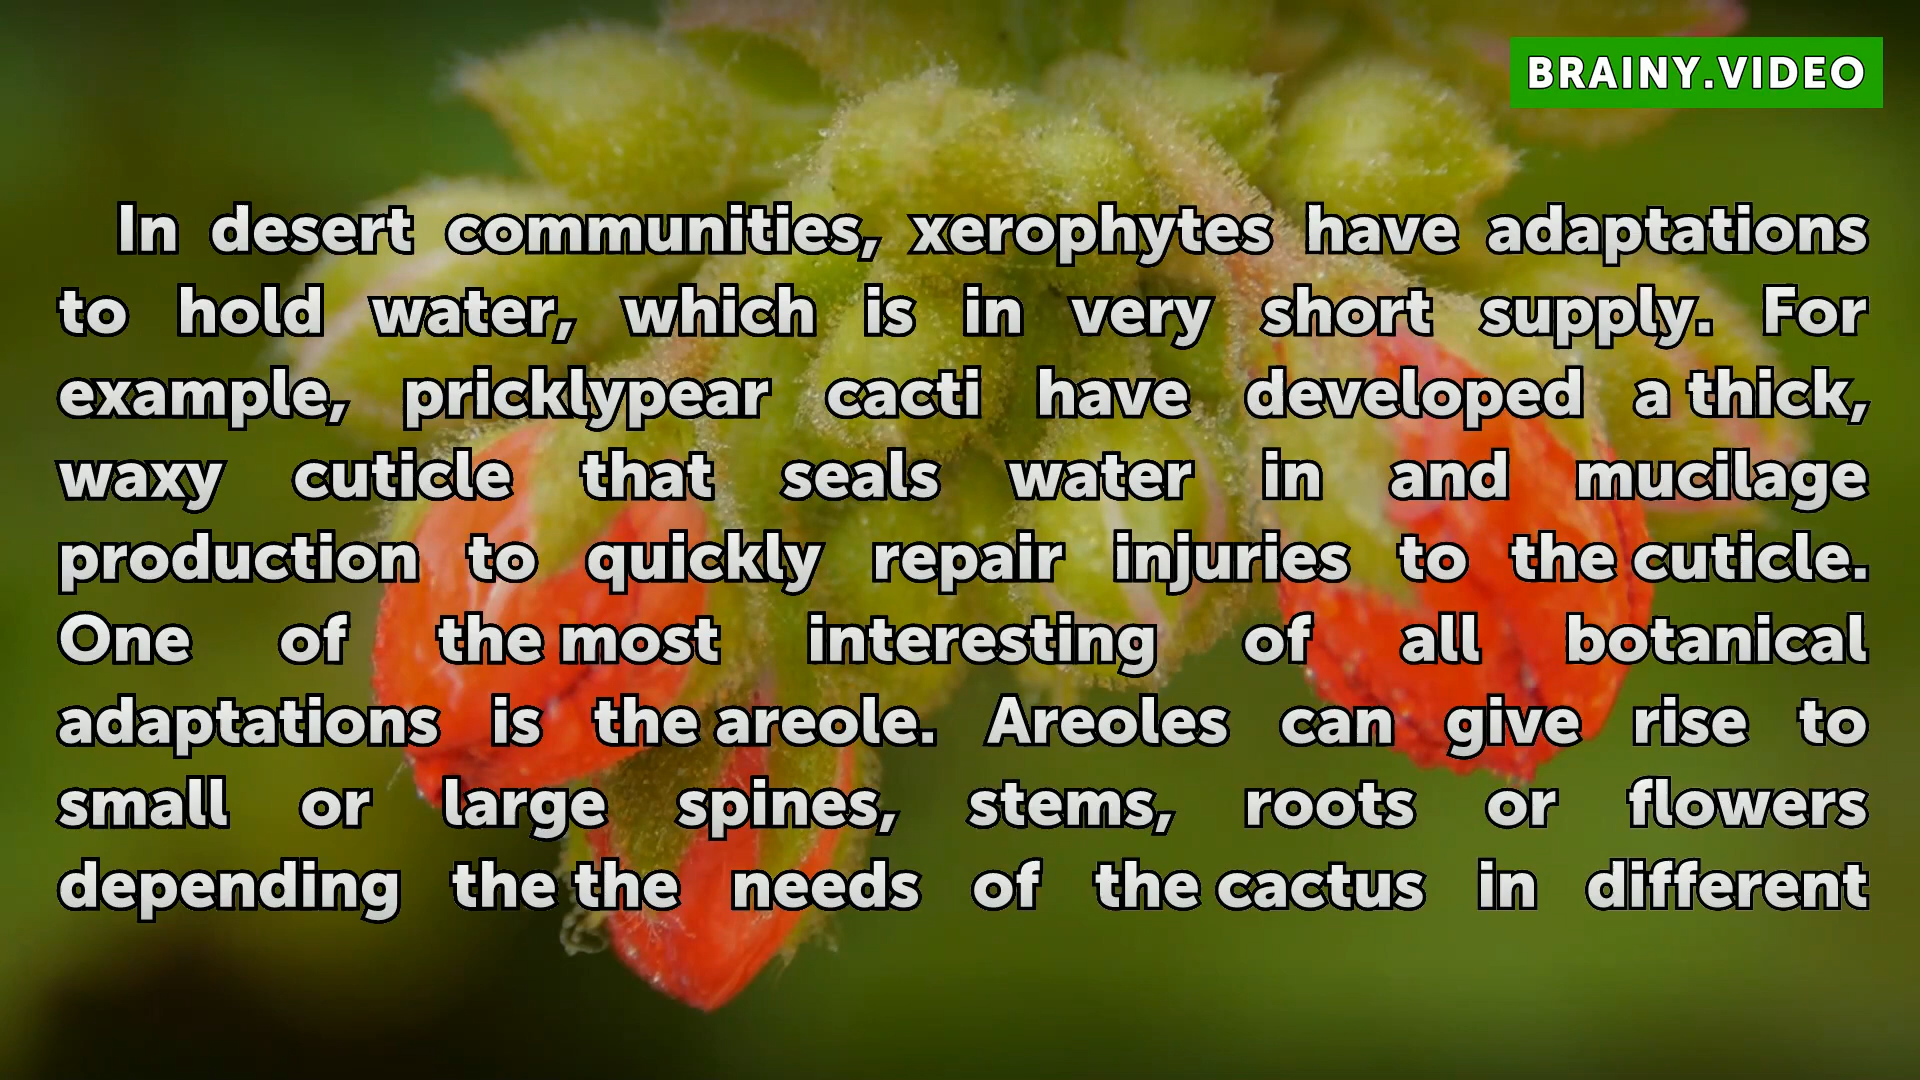 BRAINY.VIDEO
In desert communities, xerophytes have adaptations
to hold water, which is in very short supply. For
example, pricklypear cacti have developed a thick,
waxy cuticle that seals water in and mucilage
production to quickly repair injuries to the cuticle.
One of the most interesting of all botanical
adaptations is the areole. Areoles can give rise to
small or large spines, stems, roots or flowers
depending the the needs of the cactus in different